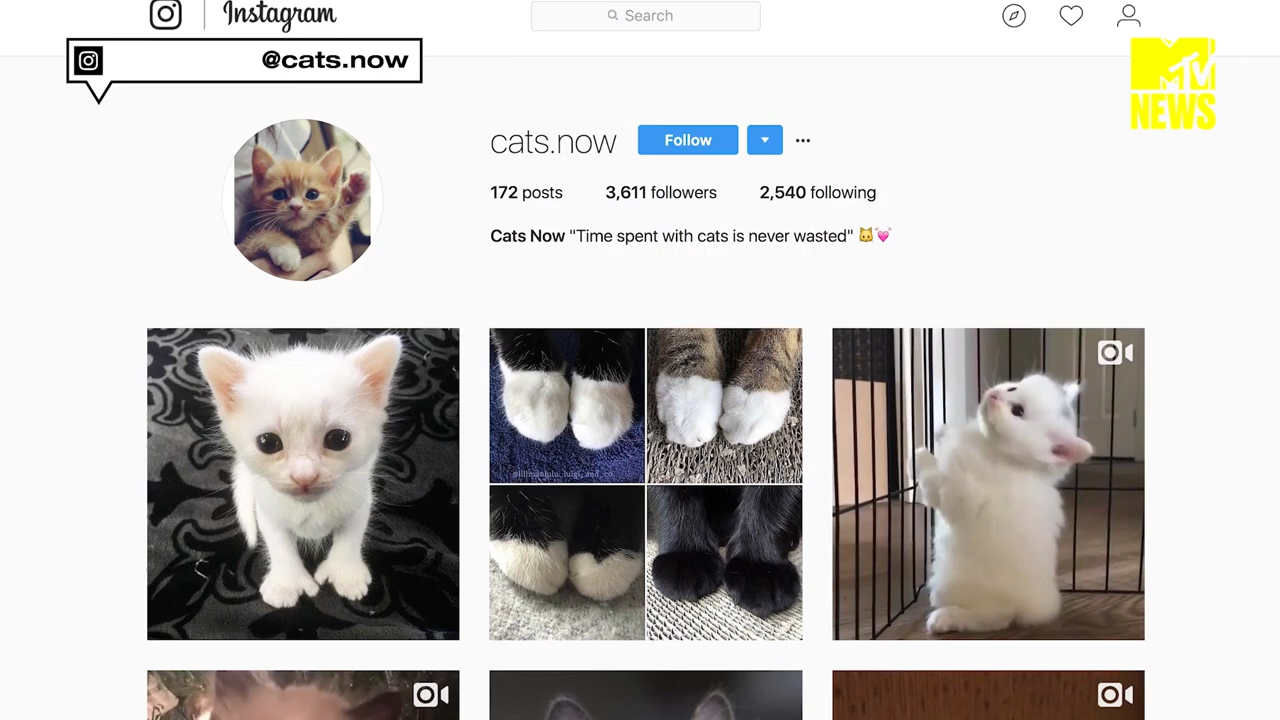 Instagram
Search
@cats.now
MTV
NEWS
cats.now Follow
172 posts 3,611 followers 2,540 following
Cats Now "Time spent with cats is never wasted" 🐱💓